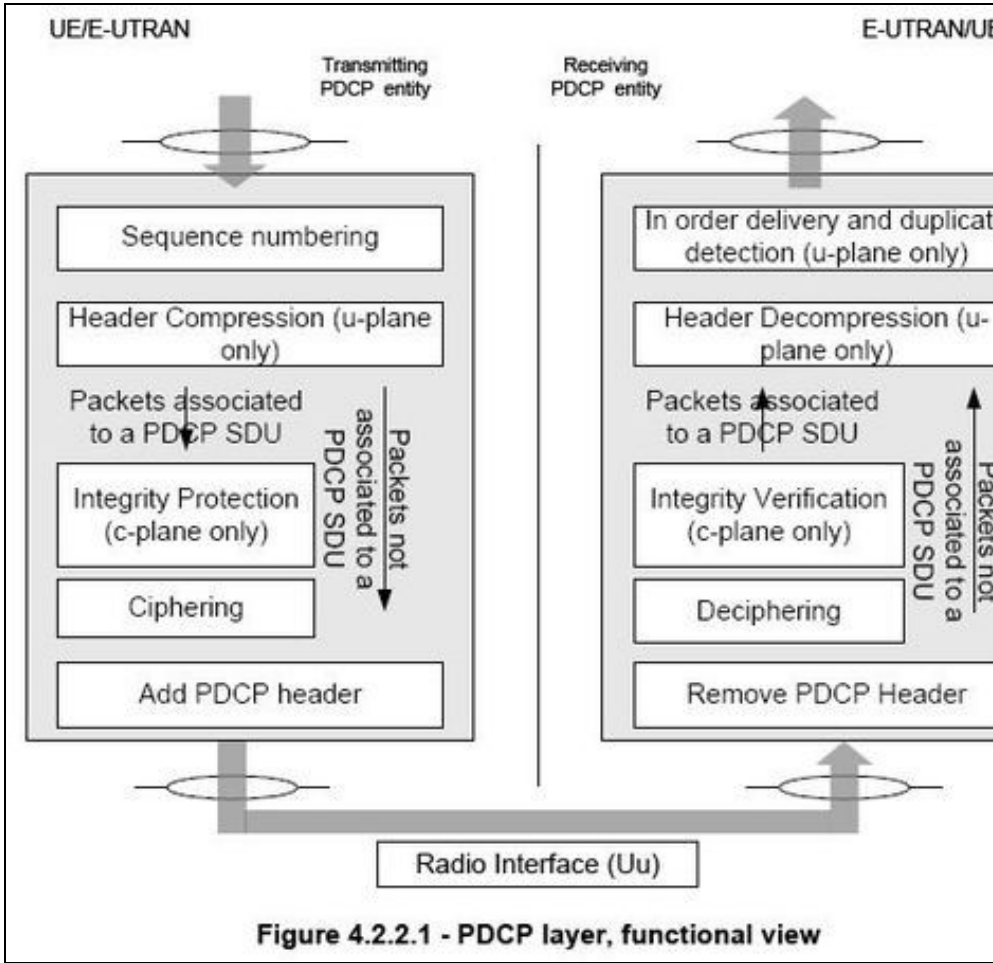 UE/E-UTRAN
E-UTRAN/UE
Transmitting
PDCP entity
Receiving
PDCP entity
Sequence numbering
Header Compression (u-plane
only)
Packets associated
to a PDCP SDU
Packets not
associated to a
PDCP SDU
Integrity Protection
(c-plane only)
Ciphering
Add PDCP header
In order delivery and duplicat
detection (u-plane only)
Header Decompression (u-
plane only)
Packets associated
to a PDCP SDU
Packets not
associated to a
PDCP SDU
Integrity Verification
(c-plane only)
Deciphering
Remove PDCP Header
Radio Interface (Uu)
Figure 4.2.2.1 - PDCP layer, functional view